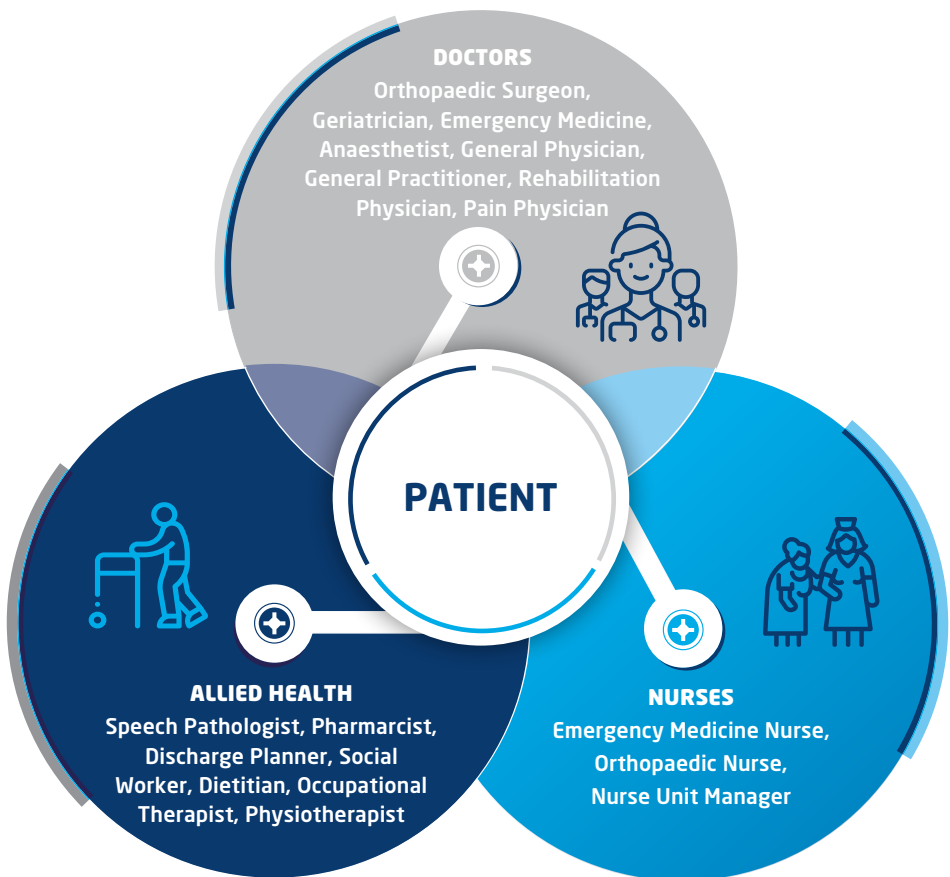 DOCTORS
Orthopaedic Surgeon,
Geriatrician, Emergency Medicine,
Anaesthetist, General Physician,
General Practitioner, Rehabilitation
Physician, Pain Physician
PATIENT
ALLIED HEALTH
Speech Pathologist, Pharmarcist,
Discharge Planner, Social
Worker, Dietitian, Occupational
Therapist, Physiotherapist
NURSES
Emergency Medicine Nurse,
Orthopaedic Nurse,
Nurse Unit Manager